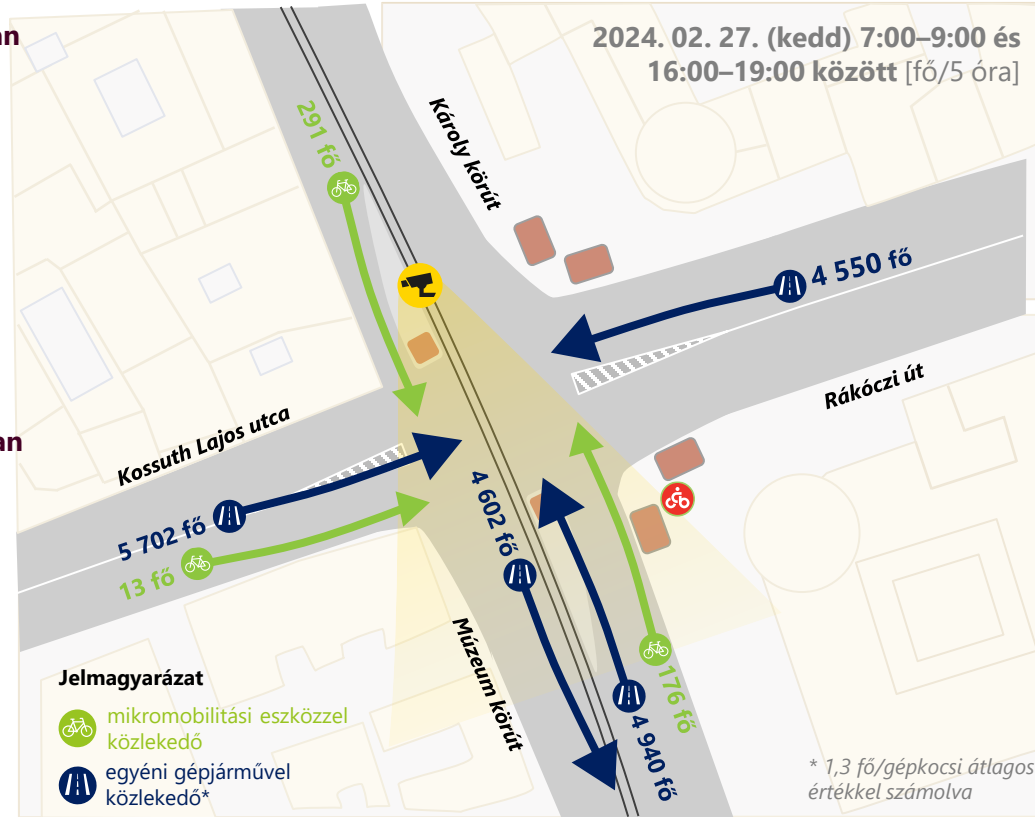 an
2024. 02. 27. (kedd) 7:00–9:00 és
16:00–19:00 között [fő/5 óra]
291 fő
Károly körút
4 550 fő
Rákóczi út
an
Kossuth Lajos utca
4 602 fő
5 702 fő
13 fő
Múzeum körút
176 fő
4 940 fő
Jelmagyarázat
mikromobilitási eszközzel
közlekedő
egyéni gépjárművel
közlekedő*
* 1,3 fő/gépkocsi átlagos
értékkel számolva